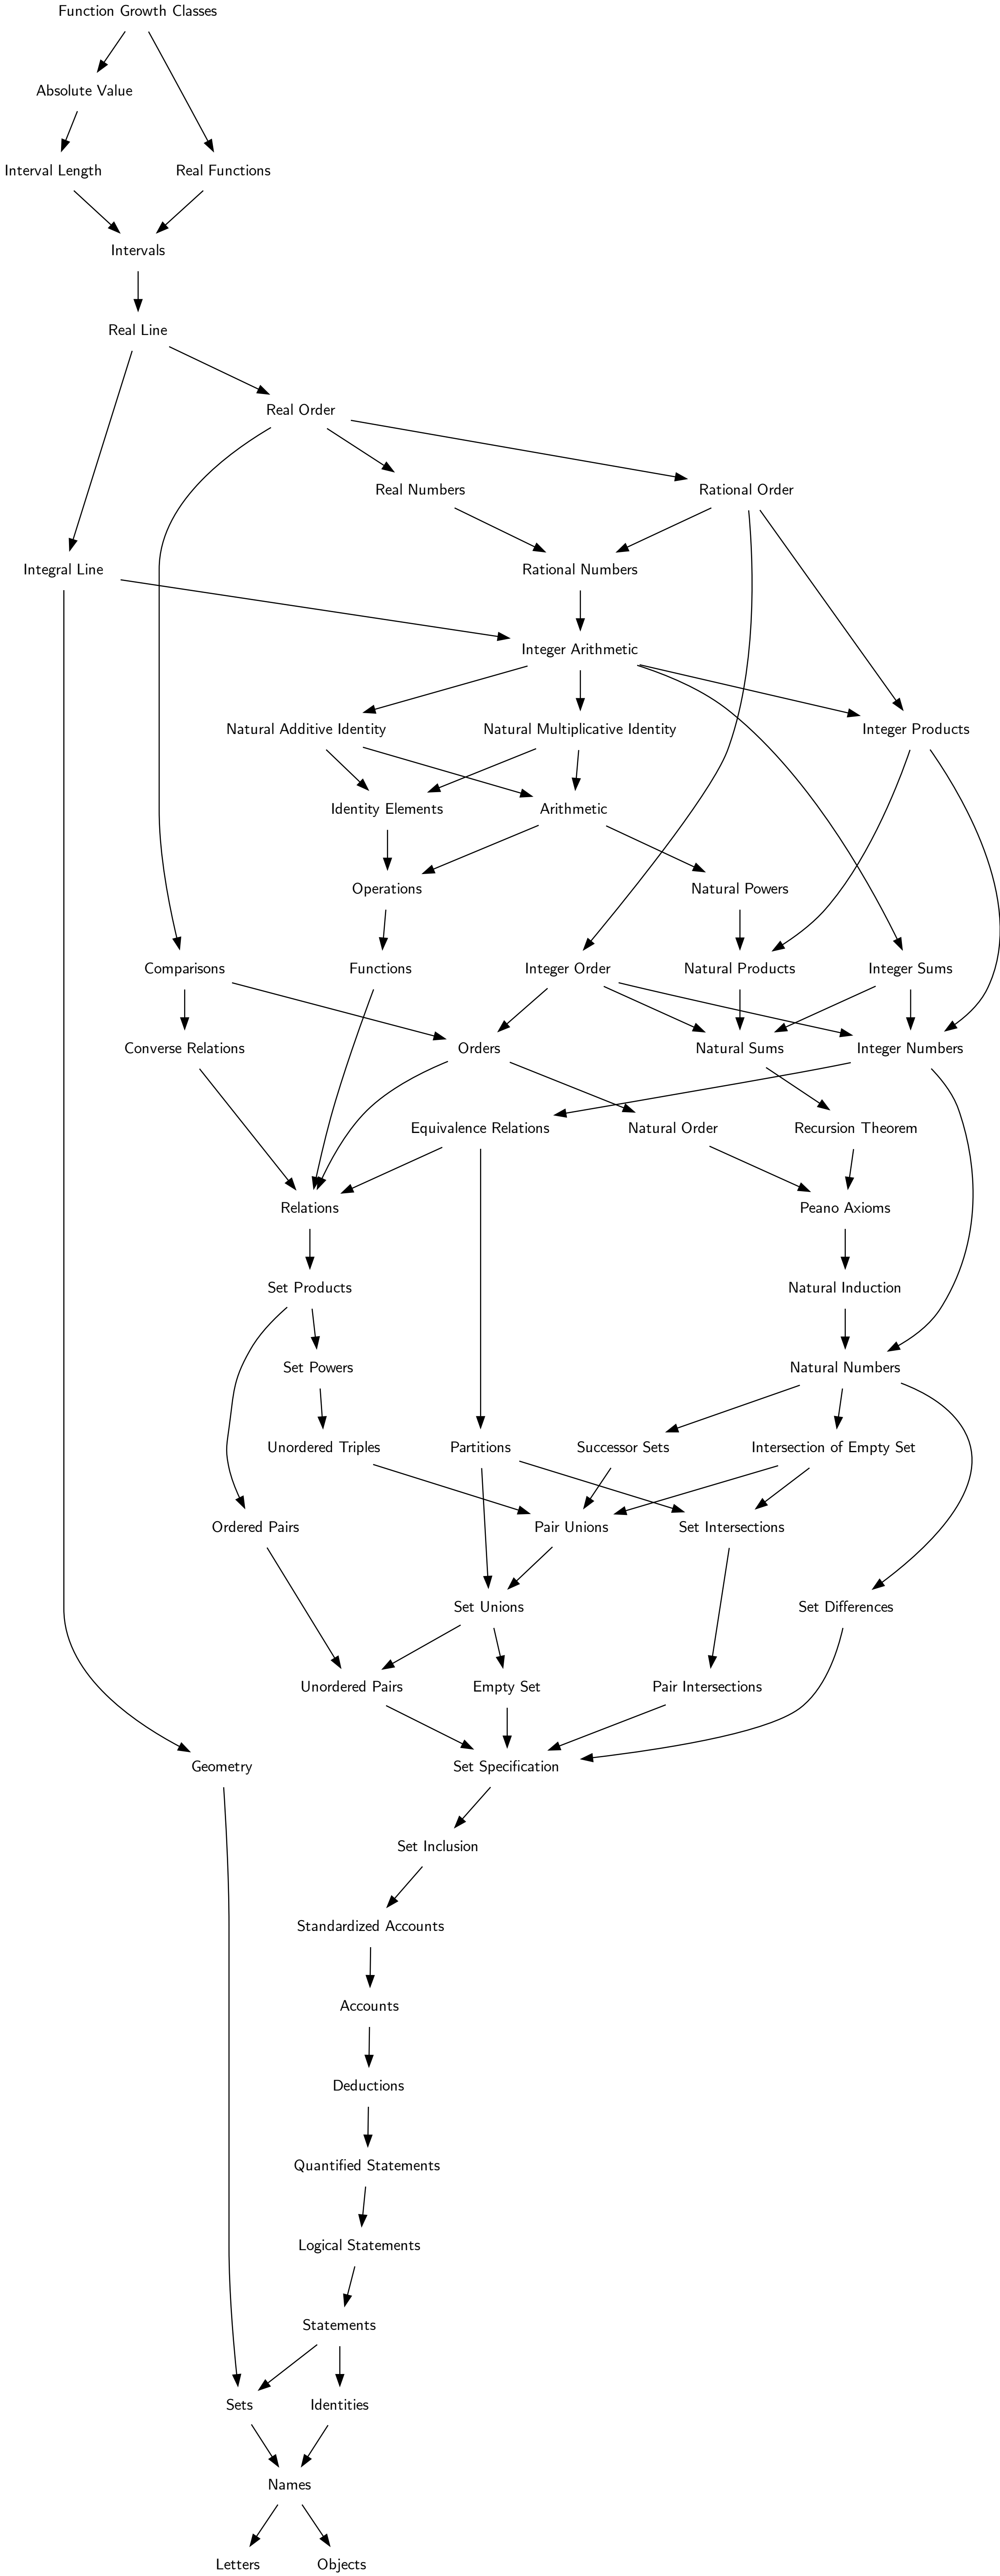 Function Growth Classes
Absolute Value
Interval Length
Real Functions
Intervals
Real Line
Real Order
Real Numbers
Rational Order
Integral Line
Rational Numbers
Integer Arithmetic
Natural Additive Identity
Natural Multiplicative Identity
Integer Products
Identity Elements
Arithmetic
Operations
Natural Powers
Comparisons
Functions
Integer Order
Natural Products
Integer Sums
Converse Relations
Orders
Natural Sums
Integer Numbers
Equivalence Relations
Natural Order
Recursion Theorem
Relations
Peano Axioms
Set Products
Natural Induction
Set Powers
Natural Numbers
Unordered Triples
Partitions
Successor Sets
Intersection of Empty Set
Ordered Pairs
Pair Unions
Set Intersections
Set Unions
Set Differences
Unordered Pairs
Empty Set
Pair Intersections
Geometry
Set Specification
Set Inclusion
Standardized Accounts
Accounts
Deductions
Quantified Statements
Logical Statements
Statements
Sets
Identities
Names
Letters
Objects